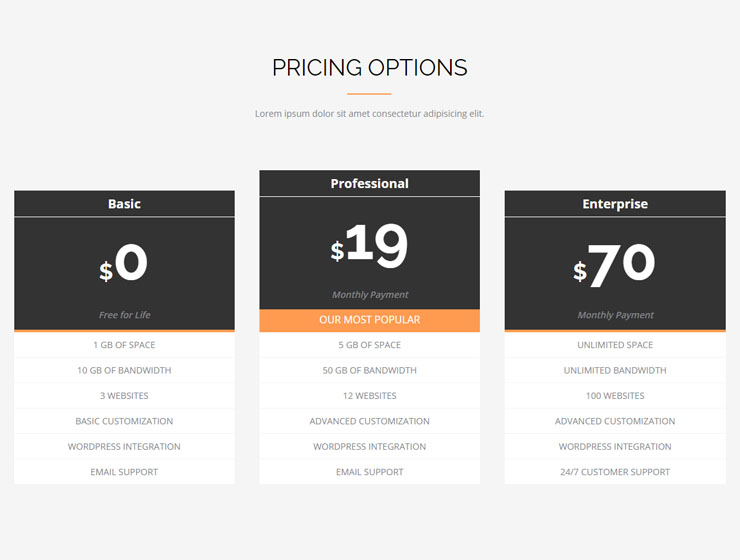 PRICING OPTIONS
Lorem ipsum dolor sit amet consectetur adipisicing elit.
Basic
$0
Free for Life
1 GB OF SPACE
10 GB OF BANDWIDTH
3 WEBSITES
BASIC CUSTOMIZATION
WORDPRESS INTEGRATION
EMAIL SUPPORT
Professional
$19
Monthly Payment
OUR MOST POPULAR
5 GB OF SPACE
50 GB OF BANDWIDTH
12 WEBSITES
ADVANCED CUSTOMIZATION
WORDPRESS INTEGRATION
EMAIL SUPPORT
Enterprise
$70
Monthly Payment
UNLIMITED SPACE
UNLIMITED BANDWIDTH
100 WEBSITES
ADVANCED CUSTOMIZATION
WORDPRESS INTEGRATION
24/7 CUSTOMER SUPPORT